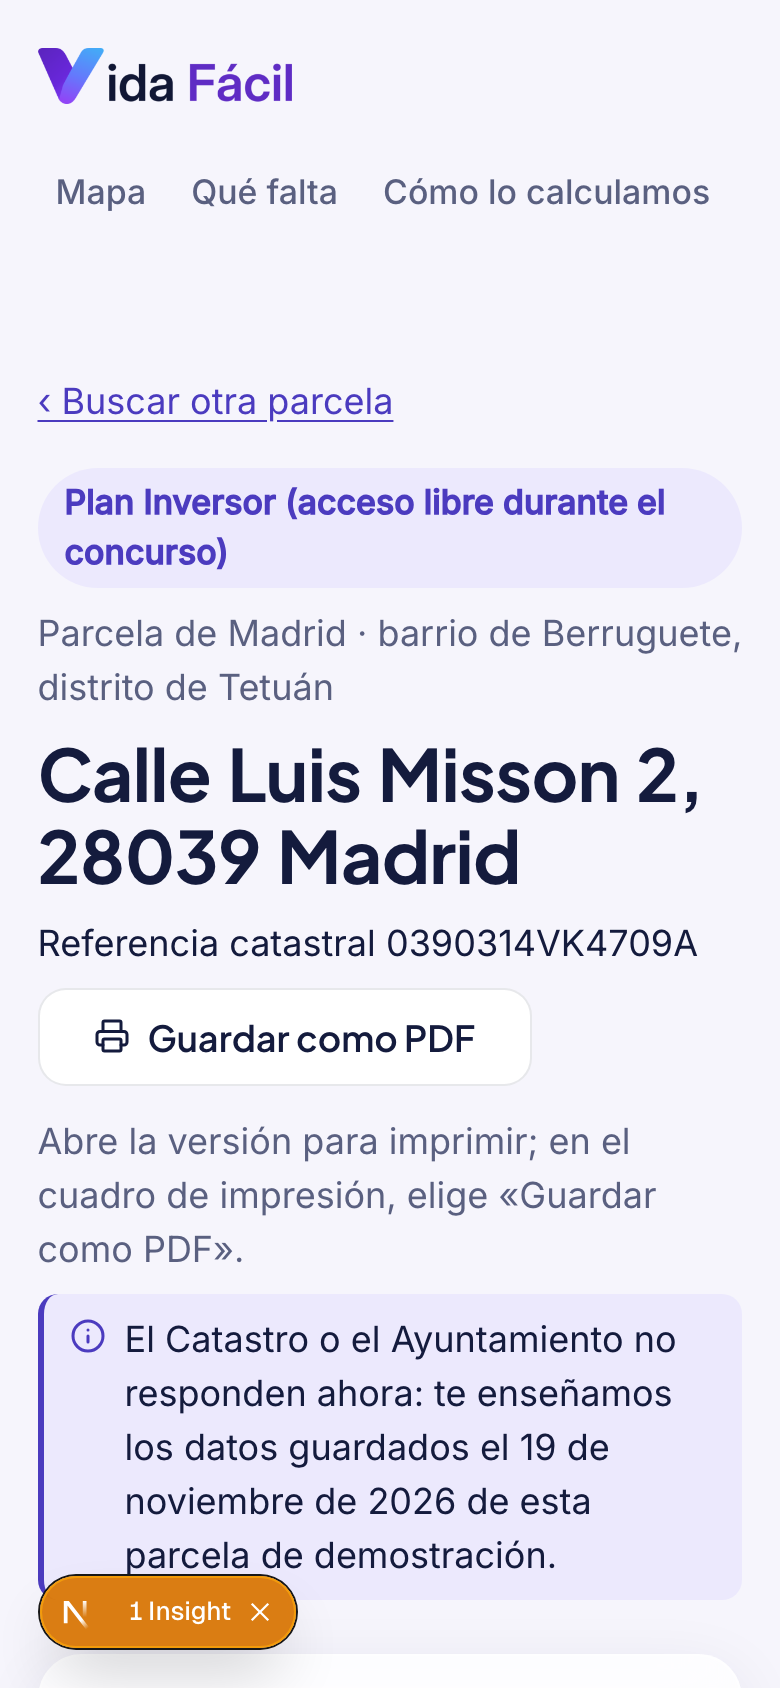 Vida Fácil
Mapa Qué falta Cómo lo calculamos
‹ Buscar otra parcela
Plan Inversor (acceso libre durante el
concurso)
Parcela de Madrid · barrio de Berruguete,
distrito de Tetuán
Calle Luis Misson 2,
28039 Madrid
Referencia catastral 0390314VK4709A
Guardar como PDF
Abre la versión para imprimir; en el
cuadro de impresión, elige «Guardar
como PDF».
El Catastro o el Ayuntamiento no
responden ahora: te enseñamos
los datos guardados el 19 de
noviembre de 2026 de esta
parcela de demostración.
N 1 Insight